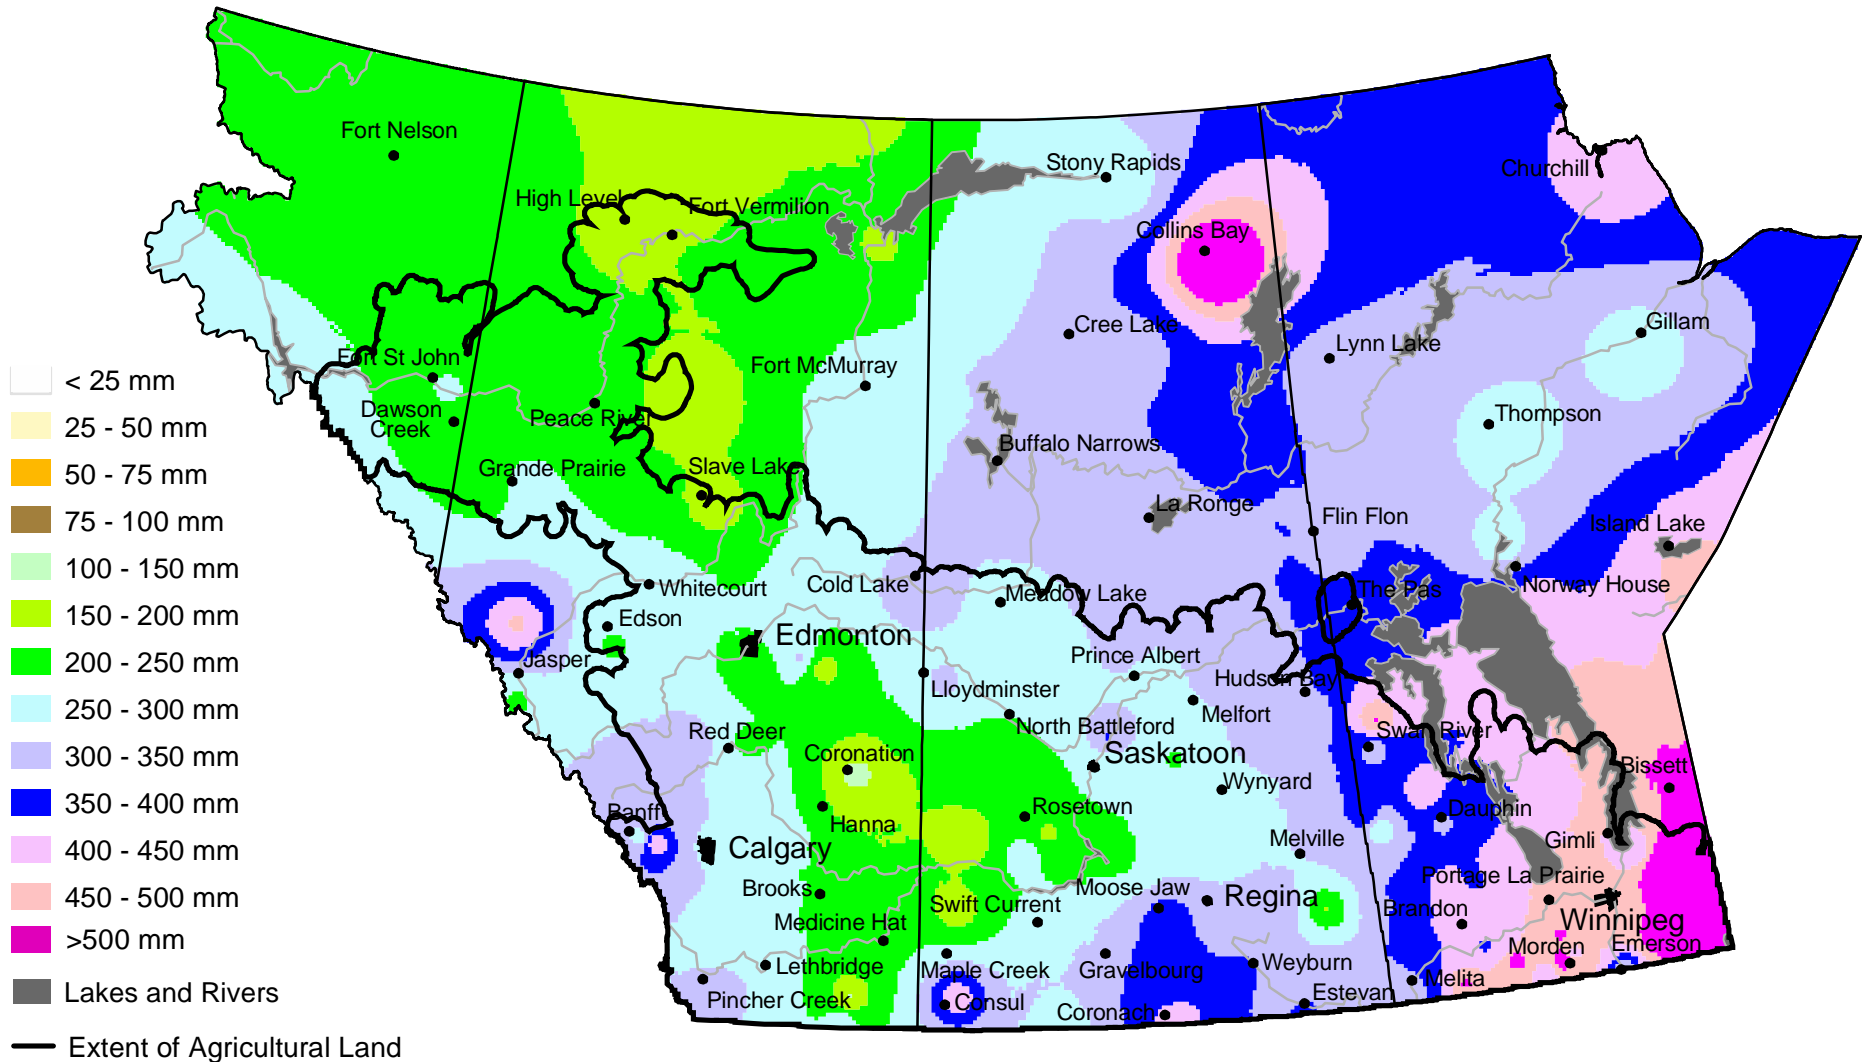 Fort Nelson
High Level
Fort Vermilion
Stony Rapids
Churchill
Collins Bay
Cree Lake
Lynn Lake
Gillam
Fort St John
Fort McMurray
Dawson
Creek
Peace River
Thompson
Grande Prairie
Slave Lake
Buffalo Narrows
La Ronge
Flin Flon
Island Lake
Whitecourt
Cold Lake
Meadow Lake
The Pas
Norway House
Edson
Edmonton
Jasper
Prince Albert
Hudson Bay
Lloydminster
North Battleford
Melfort
Red Deer
Coronation
Saskatoon
Swan River
Bissett
Wynyard
Banff
Hanna
Rosetown
Dauphin
Calgary
Melville
Gimli
Brooks
Moose Jaw
Regina
Portage La Prairie
Medicine Hat
Swift Current
Brandon
Winnipeg
Lethbridge
Maple Creek
Gravelbourg
Weyburn
Morden
Emerson
Pincher Creek
Consul
Coronach
Estevan
Melita
< 25 mm
25 - 50 mm
50 - 75 mm
75 - 100 mm
100 - 150 mm
150 - 200 mm
200 - 250 mm
250 - 300 mm
300 - 350 mm
350 - 400 mm
400 - 450 mm
450 - 500 mm
>500 mm
Lakes and Rivers
Extent of Agricultural Land